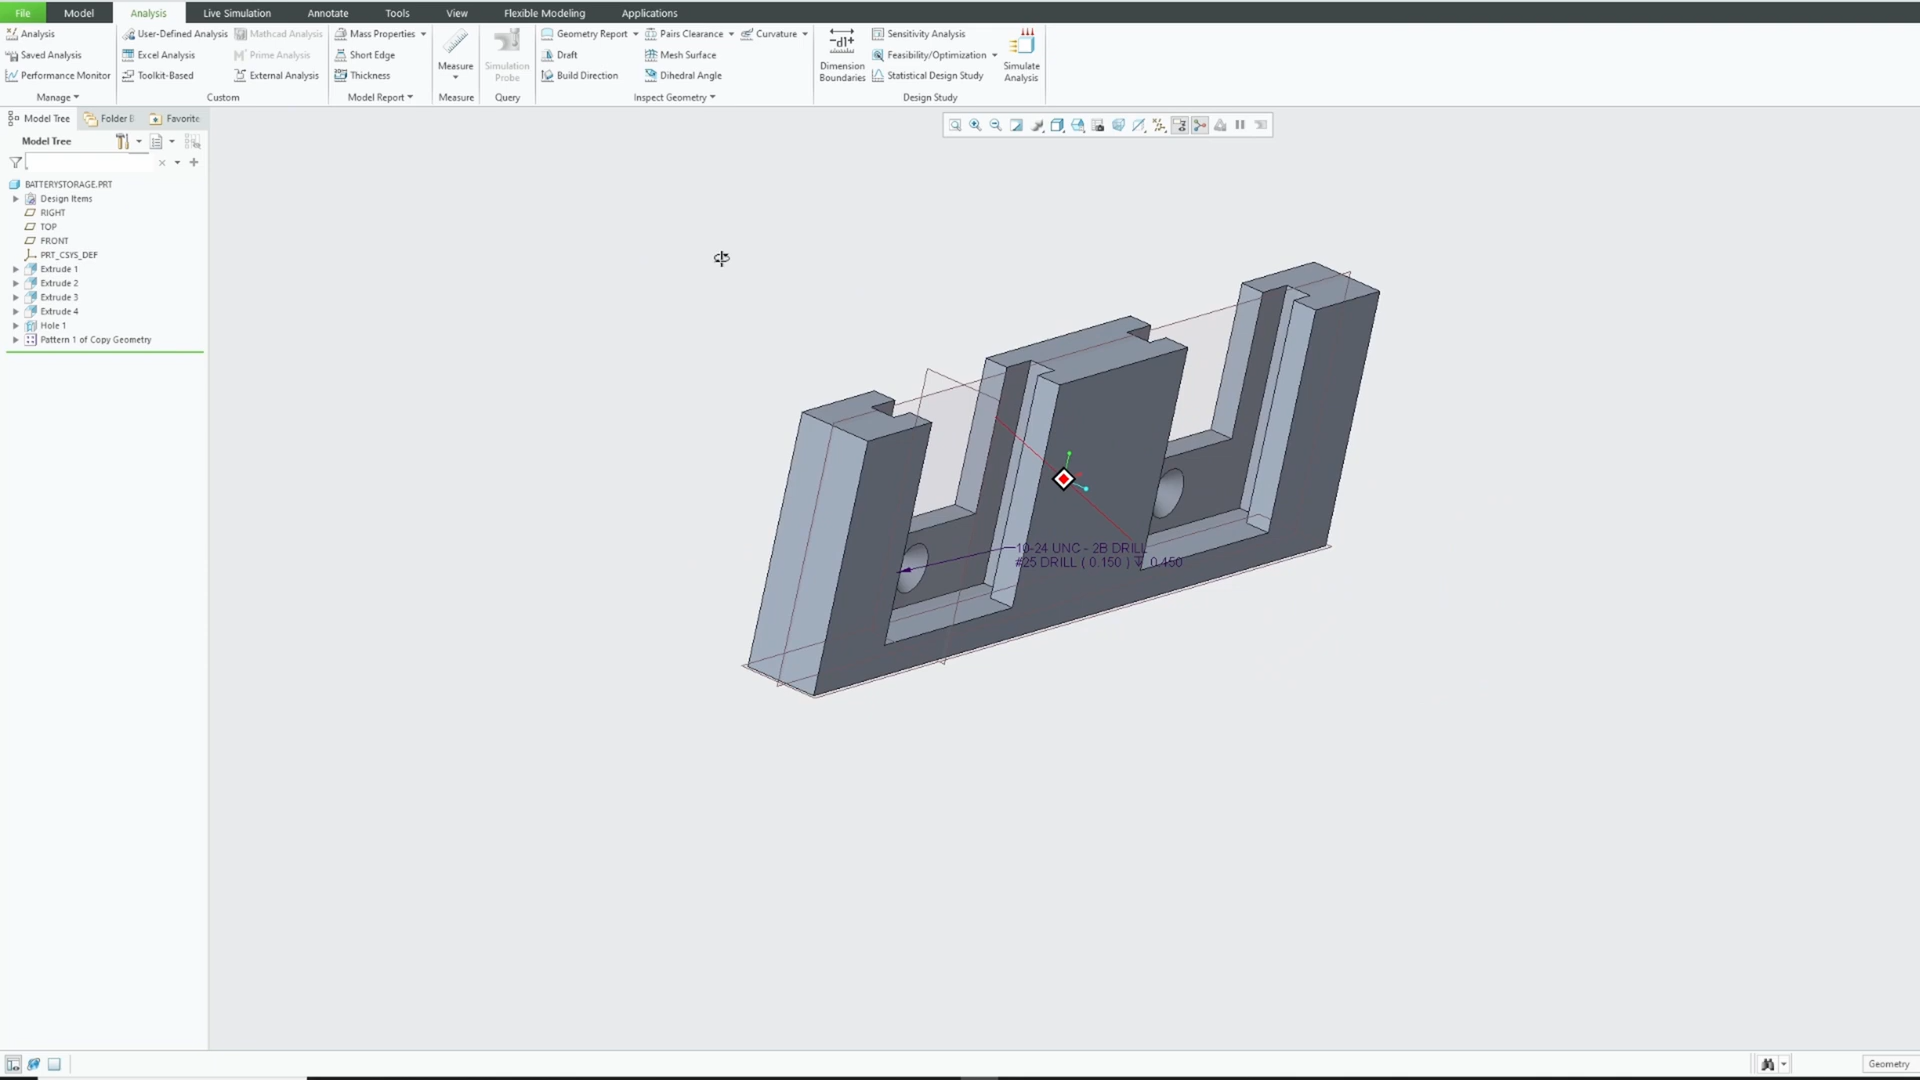 File Model Analysis Live Simulation Annotate Tools View Flexible Modeling Applications
Analysis
Saved Analysis
Performance Monitor
Manage
User-Defined Analysis Mathcad Analysis
Excel Analysis Prime Analysis
Toolkit-Based External Analysis
Custom
Mass Properties
Short Edge
Thickness
Model Report
Measure
Measure
Simulation
Probe
Query
Geometry Report Pairs Clearance Curvature
Draft Mesh Surface
Build Direction Dihedral Angle
Inspect Geometry
Dimension
Boundaries
Sensitivity Analysis
Feasibility/Optimization
Statistical Design Study
Simulate
Analysis
Design Study
Model Tree Folder B Favorite
Model Tree
BATTERYSTORAGE.PRT
Design Items
RIGHT
TOP
FRONT
PRT_CSYS_DEF
Extrude 1
Extrude 2
Extrude 3
Extrude 4
Hole 1
Pattern 1 of Copy Geometry
10-24 UNC - 2B DRILL
#25 DRILL ( 0.150 ) ↧ 0.450
Geometry